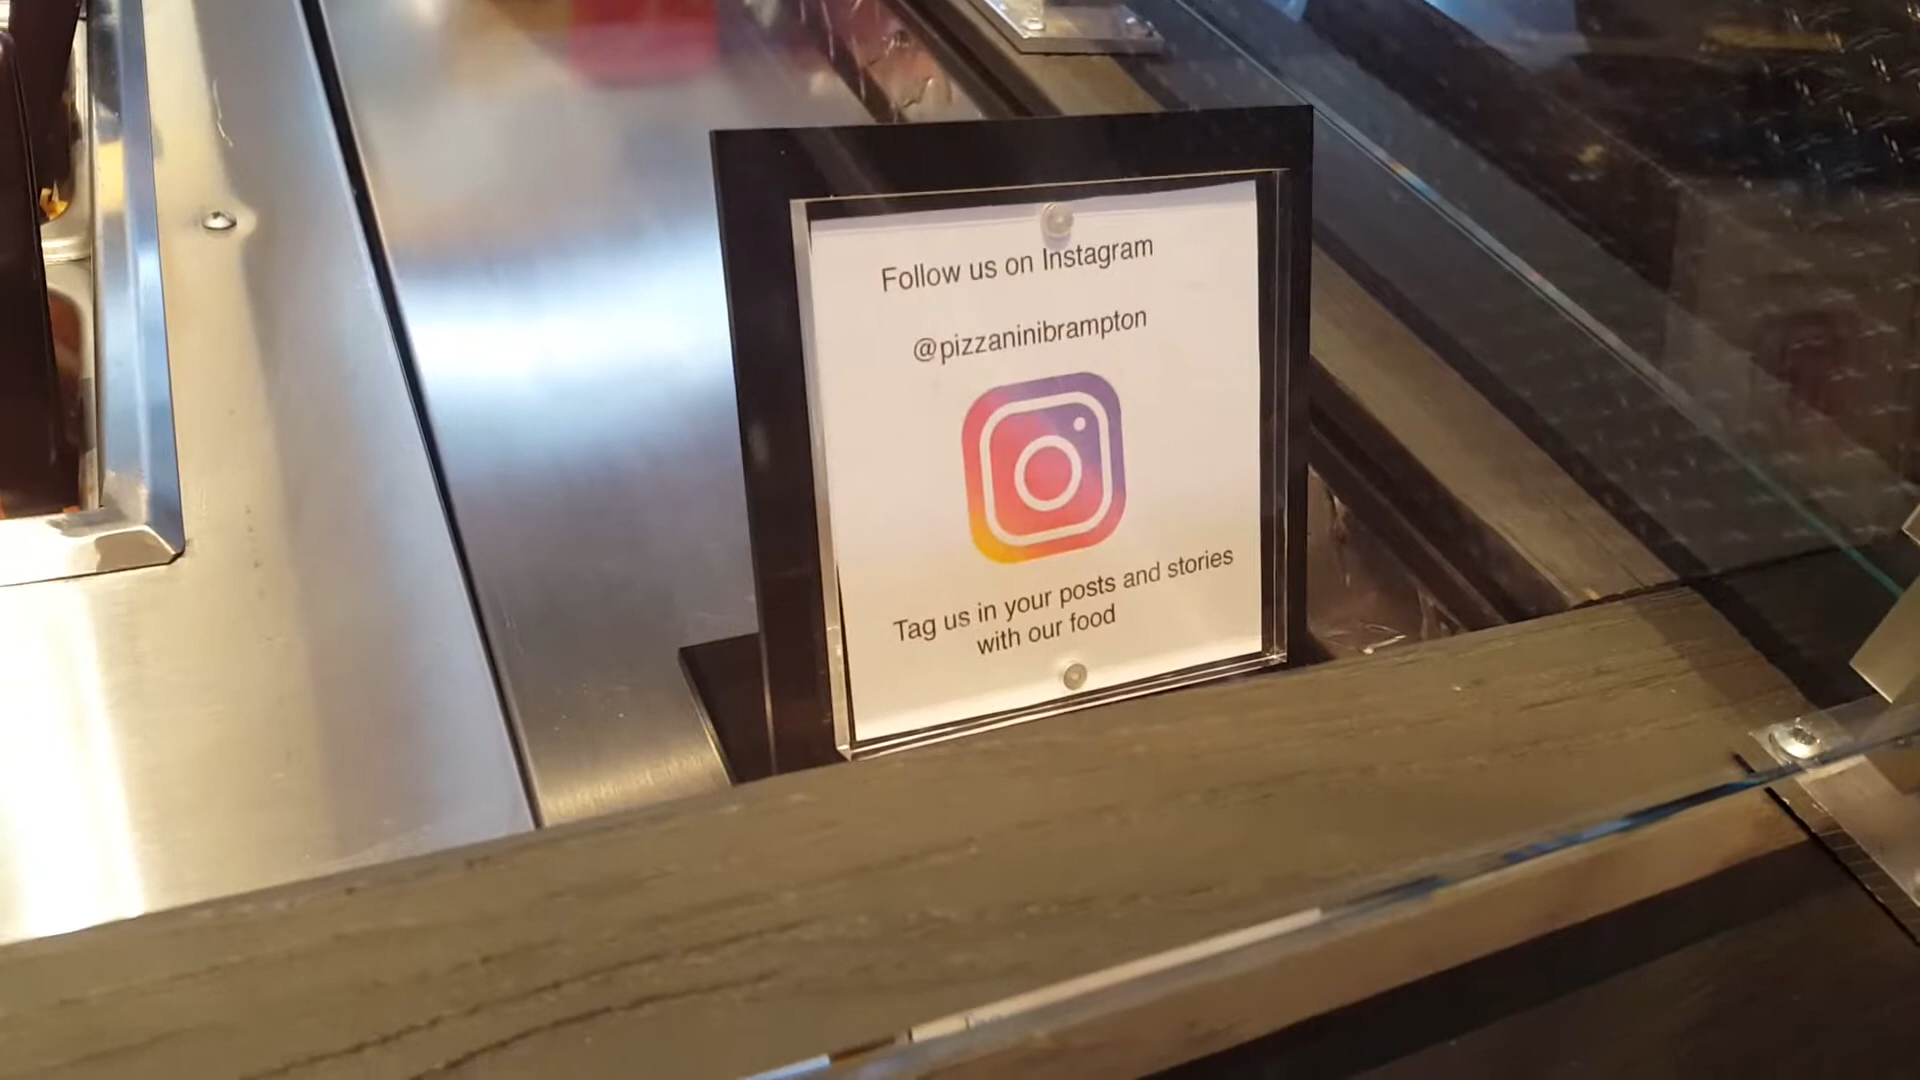 Follow us on Instagram
@pizzaninibrampton
Tag us in your posts and stories
with our food